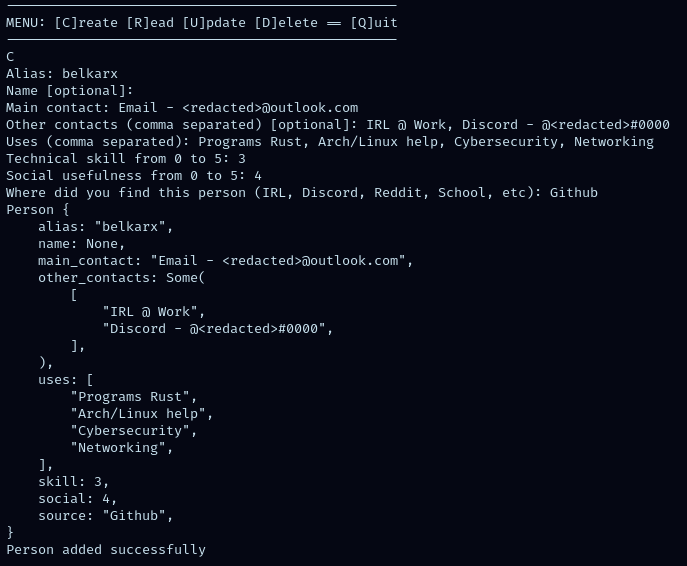 ----------------------------------------------------
MENU: [C]reate [R]ead [U]pdate [D]elete == [Q]uit
----------------------------------------------------
C
Alias: belkarx
Name [optional]:
Main contact: Email - <redacted>@outlook.com
Other contacts (comma separated) [optional]: IRL @ Work, Discord - @<redacted>#0000
Uses (comma separated): Programs Rust, Arch/Linux help, Cybersecurity, Networking
Technical skill from 0 to 5: 3
Social usefulness from 0 to 5: 4
Where did you find this person (IRL, Discord, Reddit, School, etc): Github
Person {
    alias: "belkarx",
    name: None,
    main_contact: "Email - <redacted>@outlook.com",
    other_contacts: Some(
        [
            "IRL @ Work",
            "Discord - @<redacted>#0000",
        ],
    ),
    uses: [
        "Programs Rust",
        "Arch/Linux help",
        "Cybersecurity",
        "Networking",
    ],
    skill: 3,
    social: 4,
    source: "Github",
}
Person added successfully